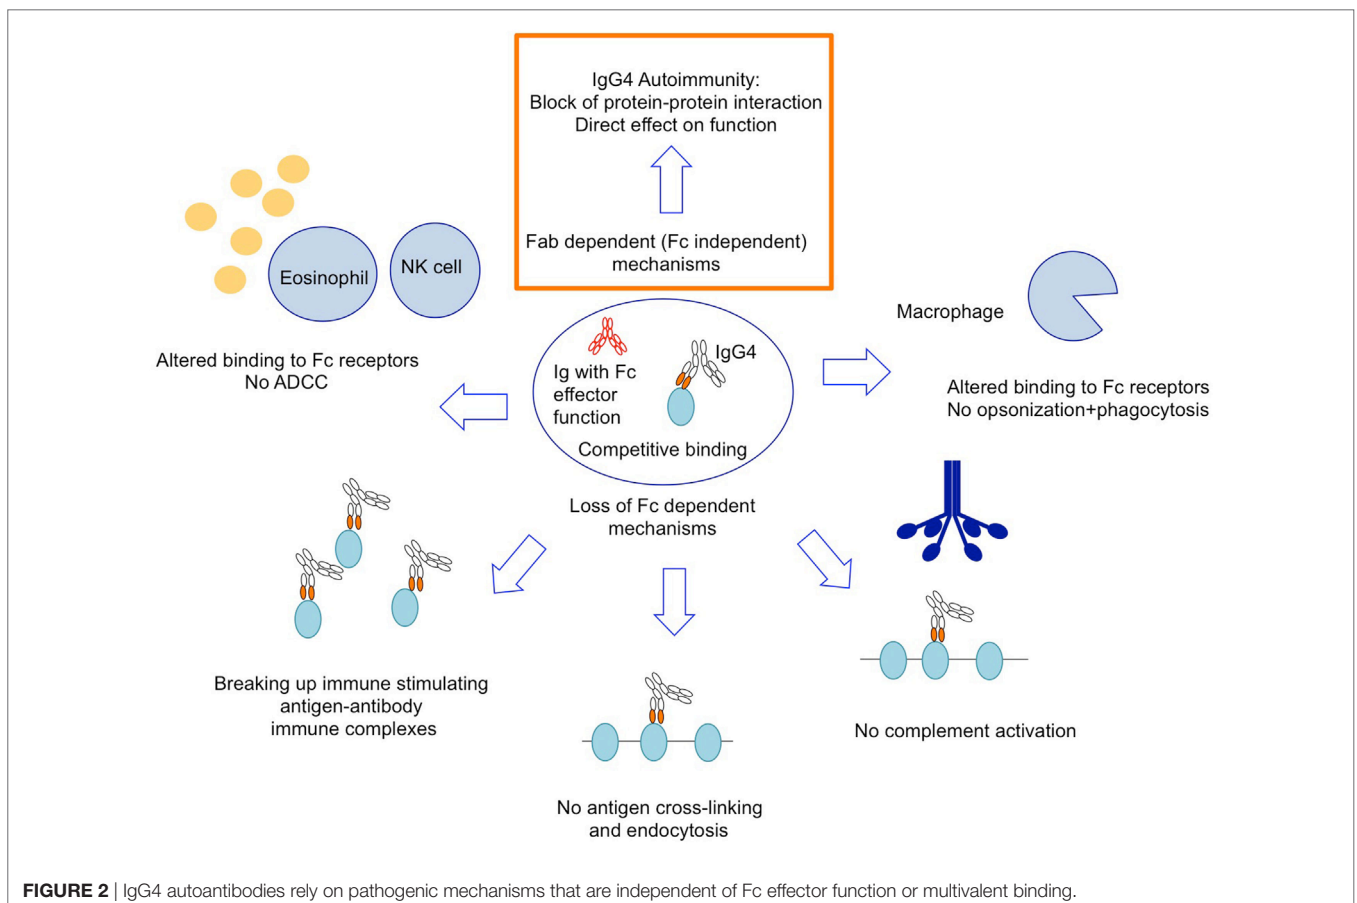 IgG4 Autoimmunity:
Block of protein-protein interaction
Direct effect on function
Fab dependent (Fc independent)
mechanisms
Eosinophil
NK cell
Altered binding to Fc receptors
No ADCC
Ig with Fc
effector
function
IgG4
Competitive binding
Macrophage
Altered binding to Fc receptors
No opsonization+phagocytosis
Loss of Fc dependent
mechanisms
Breaking up immune stimulating
antigen-antibody
immune complexes
No antigen cross-linking
and endocytosis
No complement activation
FIGURE 2 | IgG4 autoantibodies rely on pathogenic mechanisms that are independent of Fc effector function or multivalent binding.